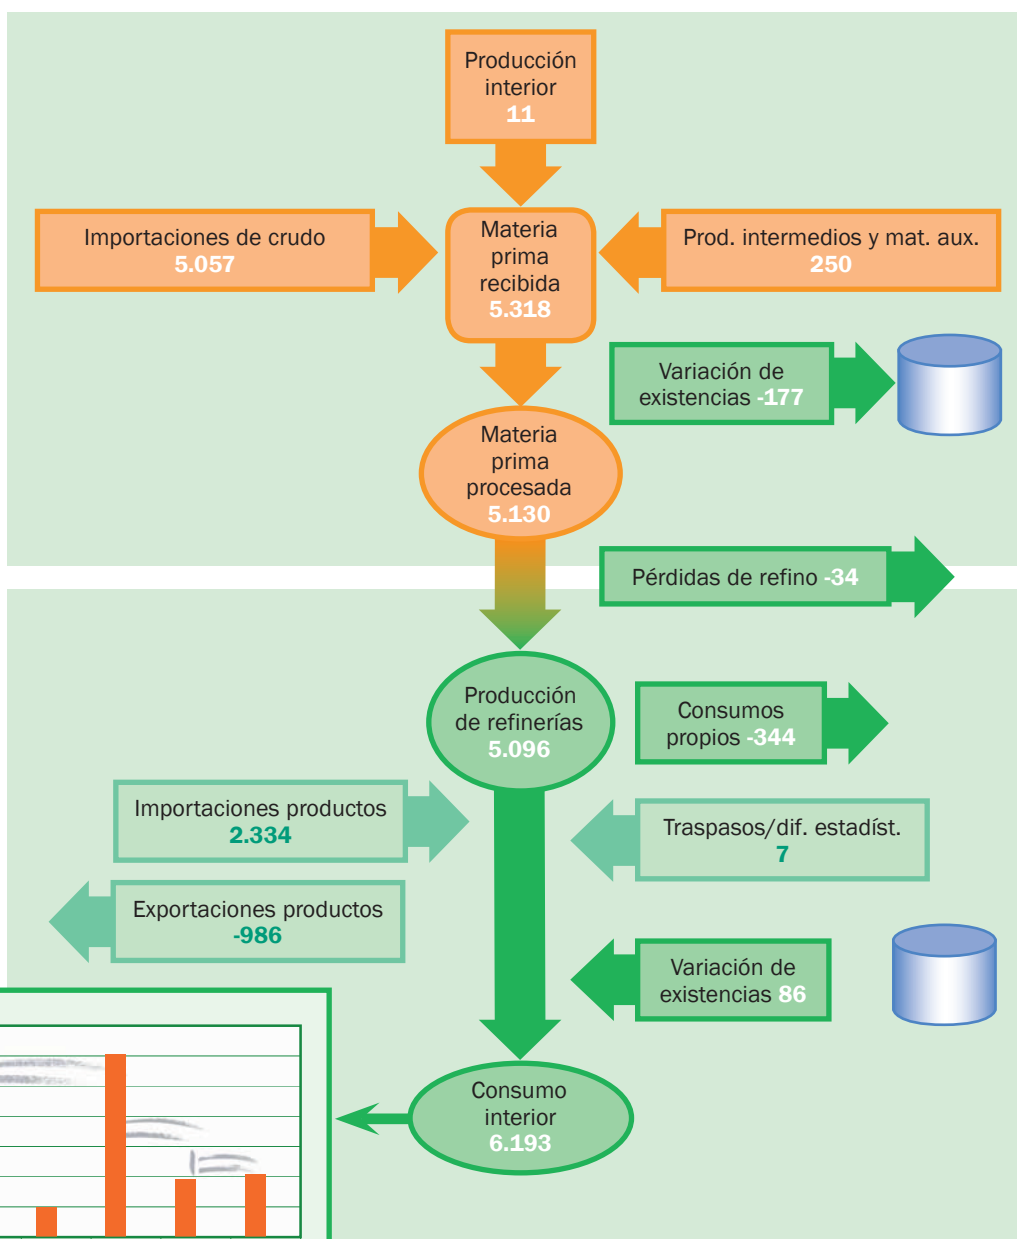 Producción
interior
11
Importaciones de crudo
5.057
Materia
prima
recibida
5.318
Prod. intermedios y mat. aux.
250
Variación de
existencias -177
Materia
prima
procesada
5.130
Pérdidas de refino -34
Producción
de refinerías
5.096
Consumos
propios -344
Importaciones productos
2.334
Traspasos/dif. estadíst.
7
Exportaciones productos
-986
Variación de
existencias 86
Consumo
interior
6.193